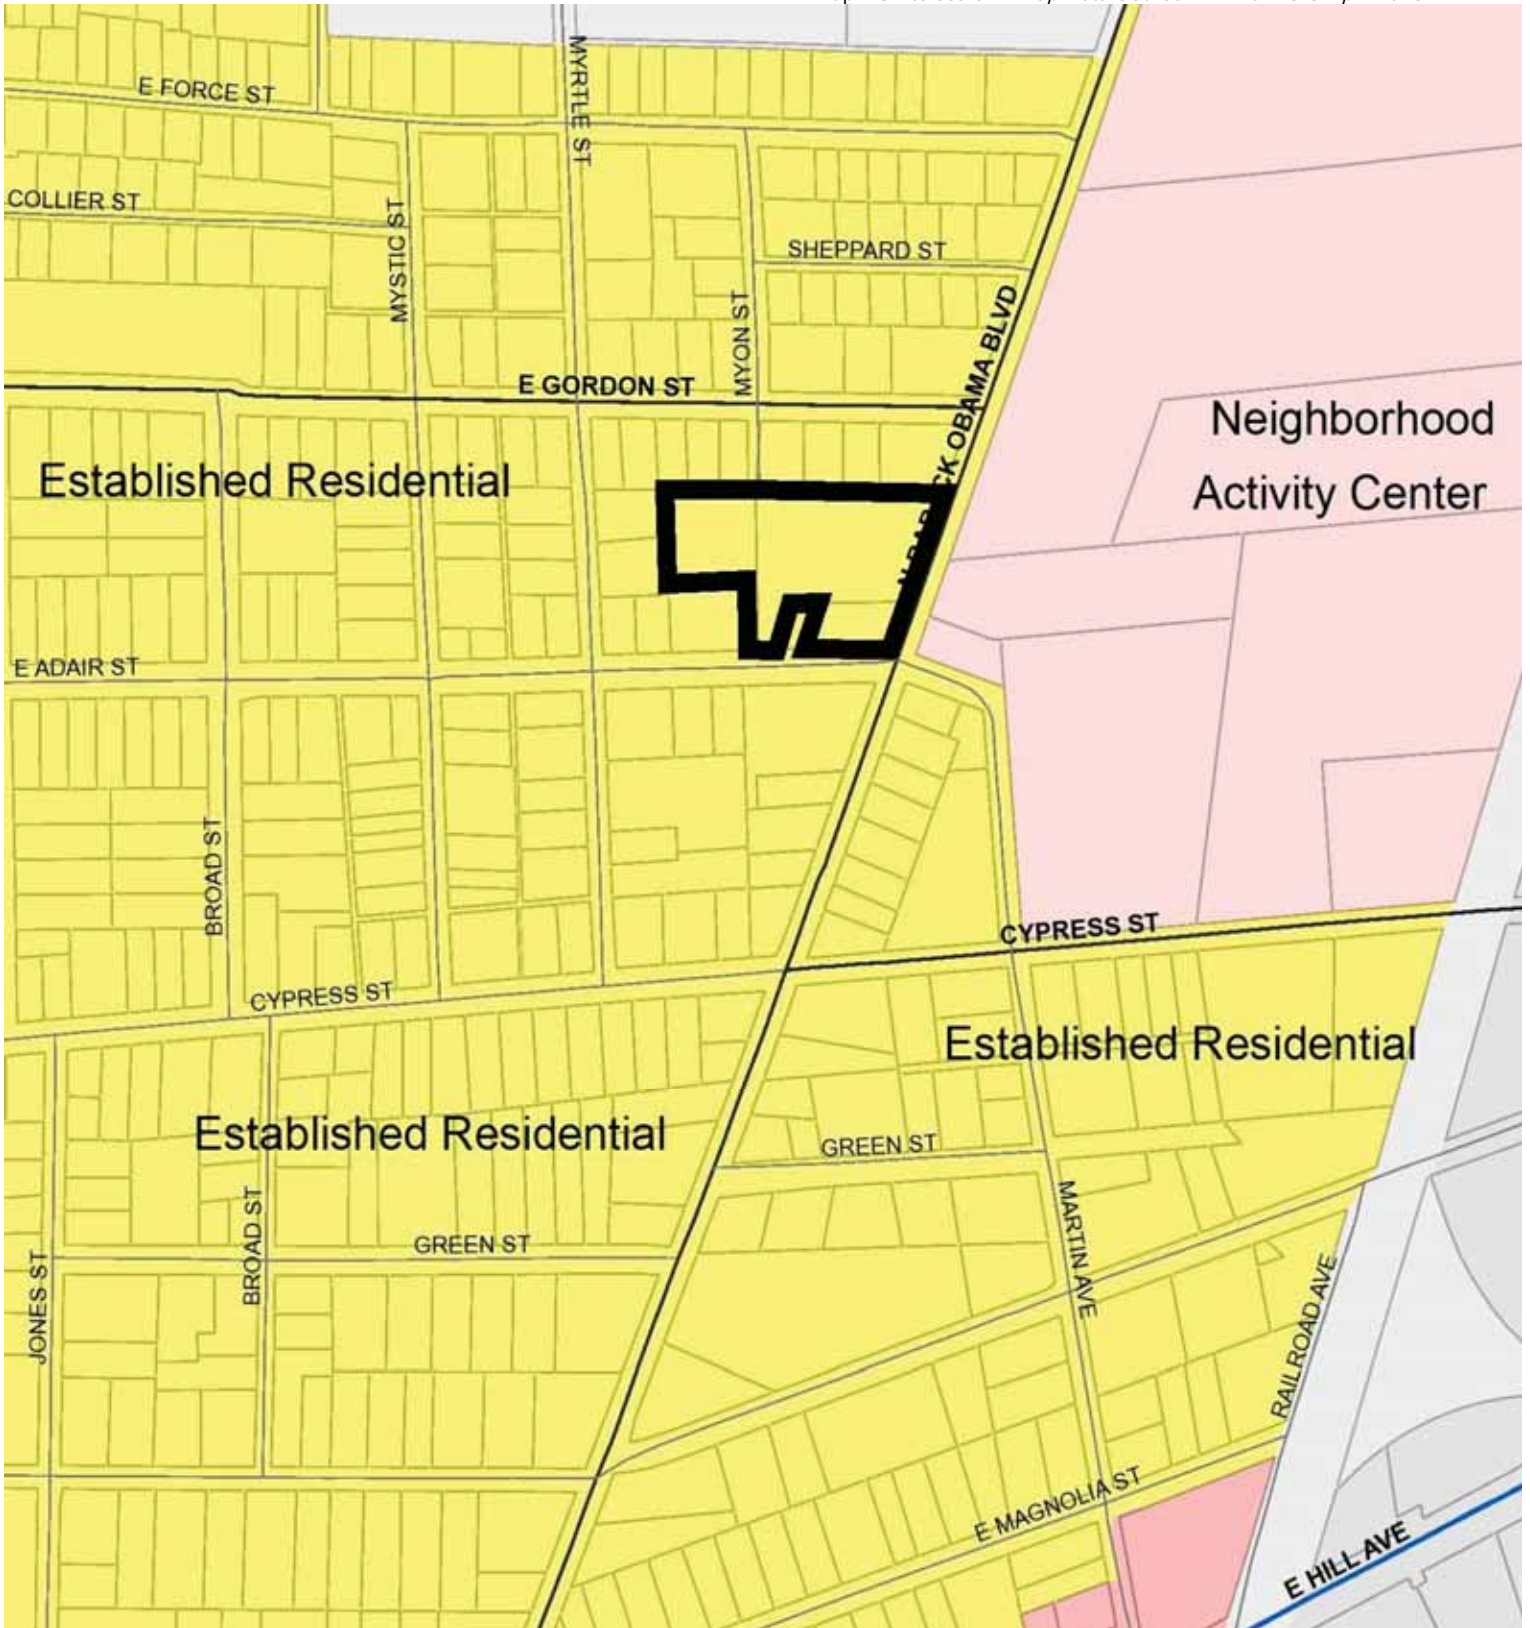 E FORCE ST
MYRTLE ST
COLLIER ST
MYSTIC ST
SHEPPARD ST
MYON ST
E GORDON ST
OBAMA BLVD
Neighborhood
Activity Center
Established Residential
E ADAIR ST
BROAD ST
CYPRESS ST
CYPRESS ST
Established Residential
Established Residential
GREEN ST
MARTIN AVE
BROAD ST
GREEN ST
JONES ST
RAILROAD AVE
E MAGNOLIA ST
E HILL AVE